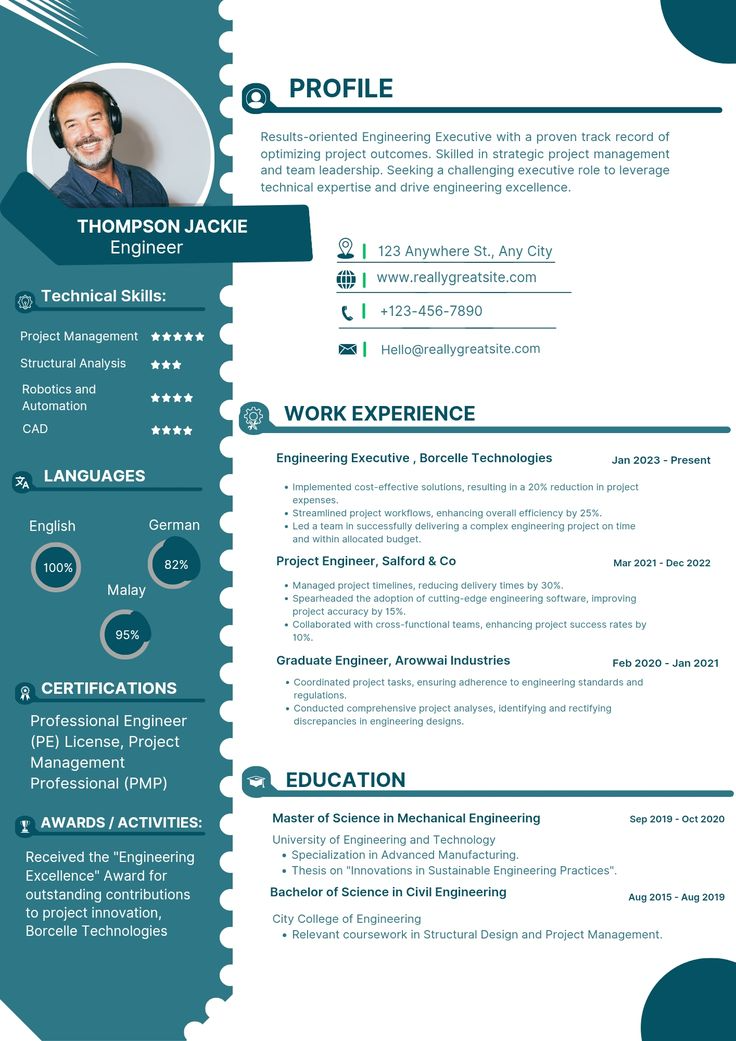 THOMPSON JACKIE
Engineer
Technical Skills:
Project Management
Structural Analysis
Robotics and
Automation
CAD
LANGUAGES
English
100%
German
82%
Malay
95%
CERTIFICATIONS
Professional Engineer
(PE) License, Project
Management
Professional (PMP)
AWARDS / ACTIVITIES:
Received the "Engineering
Excellence" Award for
outstanding contributions
to project innovation,
Borcelle Technologies
PROFILE
Results-oriented Engineering Executive with a proven track record of
optimizing project outcomes. Skilled in strategic project management
and team leadership. Seeking a challenging executive role to leverage
technical expertise and drive engineering excellence.
123 Anywhere St., Any City
www.reallygreatsite.com
+123-456-7890
Hello@reallygreatsite.com
WORK EXPERIENCE
Engineering Executive , Borcelle Technologies Jan 2023 - Present
• Implemented cost-effective solutions, resulting in a 20% reduction in project
expenses.
• Streamlined project workflows, enhancing overall efficiency by 25%.
• Led a team in successfully delivering a complex engineering project on time
and within allocated budget.
Project Engineer, Salford & Co Mar 2021 - Dec 2022
• Managed project timelines, reducing delivery times by 30%.
• Spearheaded the adoption of cutting-edge engineering software, improving
project accuracy by 15%.
• Collaborated with cross-functional teams, enhancing project success rates by
10%.
Graduate Engineer, Arowwai Industries Feb 2020 - Jan 2021
• Coordinated project tasks, ensuring adherence to engineering standards and
regulations.
• Conducted comprehensive project analyses, identifying and rectifying
discrepancies in engineering designs.
EDUCATION
Master of Science in Mechanical Engineering Sep 2019 - Oct 2020
University of Engineering and Technology
• Specialization in Advanced Manufacturing.
• Thesis on "Innovations in Sustainable Engineering Practices".
Bachelor of Science in Civil Engineering Aug 2015 - Aug 2019
City College of Engineering
• Relevant coursework in Structural Design and Project Management.